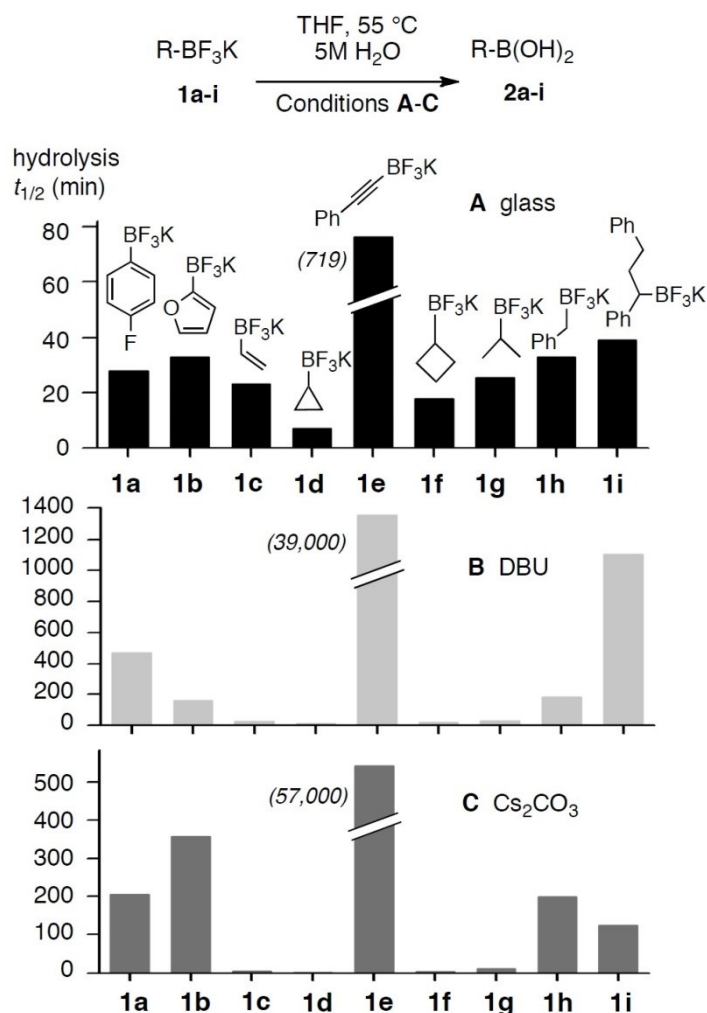 R-BF₃K
1a-i
THF, 55 °C
5M H₂O
Conditions A-C
R-B(OH)₂
2a-i
hydrolysis
t₁/₂ (min)
A glass
80
60
40
20
0
BF₃K
F
BF₃K
O
BF₃K
BF₃K
BF₃K
Ph
(719)
BF₃K
BF₃K
BF₃K
Ph
Ph
BF₃K
Ph
1a 1b 1c 1d 1e 1f 1g 1h 1i
1400
1200
1000
800
600
400
200
0
(39,000)
B DBU
500
400
300
200
100
0
(57,000)
C Cs₂CO₃
1a 1b 1c 1d 1e 1f 1g 1h 1i